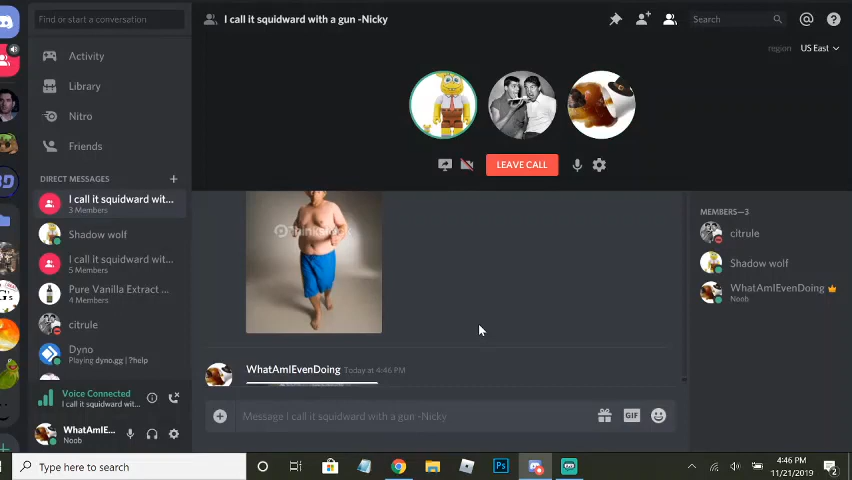 Find or start a conversation
I call it squidward with a gun -Nicky
Search
region US East
Activity
Library
Nitro
Friends
LEAVE CALL
DIRECT MESSAGES
I call it squidward wit...
3 Members
Shadow wolf
I call it squidward wit...
5 Members
Pure Vanilla Extract ...
4 Members
citrule
Dyno
Playing dyno.gg | ?help
Voice Connected
I call it squidward wit...
WhatAmIE...
Noob
WhatAmIEvenDoing Today at 4:46 PM
Message I call it squidward with a gun -Nicky
GIF
MEMBERS—3
citrule
Shadow wolf
WhatAmIEvenDoing
Noob
Type here to search
Ps
4:46 PM
11/21/2019
2